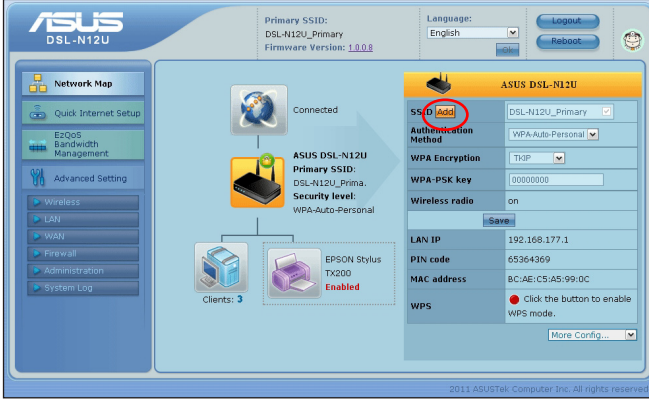 ASUS
DSL-N12U
Primary SSID:
DSL-N12U_Primary
Firmware Version: 1.0.0.8
Language:
English
Ok
Logout
Reboot
Network Map
Quick Internet Setup
EzQoS
Bandwidth
Management
Advanced Setting
Wireless
LAN
WAN
Firewall
Administration
System Log
Connected
ASUS DSL-N12U
Primary SSID:
DSL-N12U_Prima.
Security level:
WPA-Auto-Personal
Clients: 3
EPSON Stylus
TX200
Enabled
ASUS DSL-N12U
SSID Add DSL-N12U_Primary
Authentication
Method WPA-Auto-Personal
WPA Encryption TKIP
WPA-PSK key 00000000
Wireless radio on
Save
LAN IP 192.168.177.1
PIN code 65364369
MAC address BC:AE:C5:A5:99:0C
WPS Click the button to enable
WPS mode.
More Config...
2011 ASUSTek Computer Inc. All rights reserved